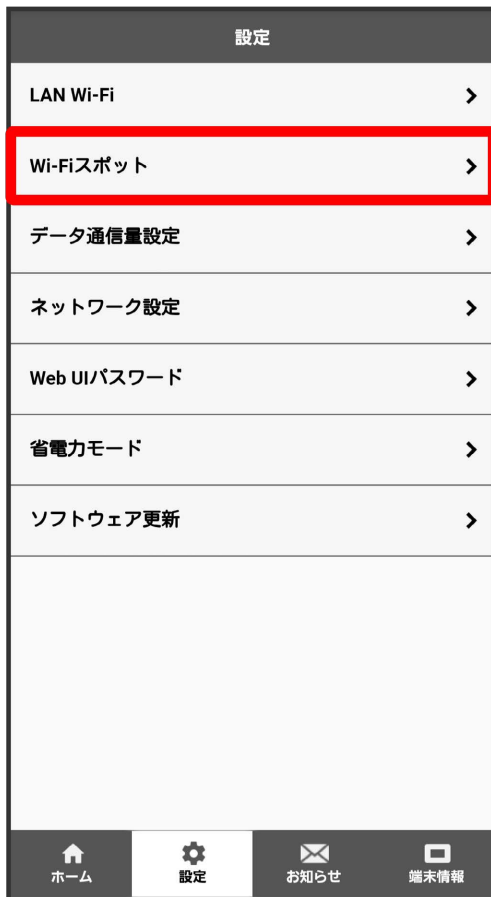 設定
LAN Wi-Fi
Wi-Fiスポット
データ通信量設定
ネットワーク設定
Web UIパスワード
省電力モード
ソフトウェア更新
ホーム
設定
お知らせ
端末情報